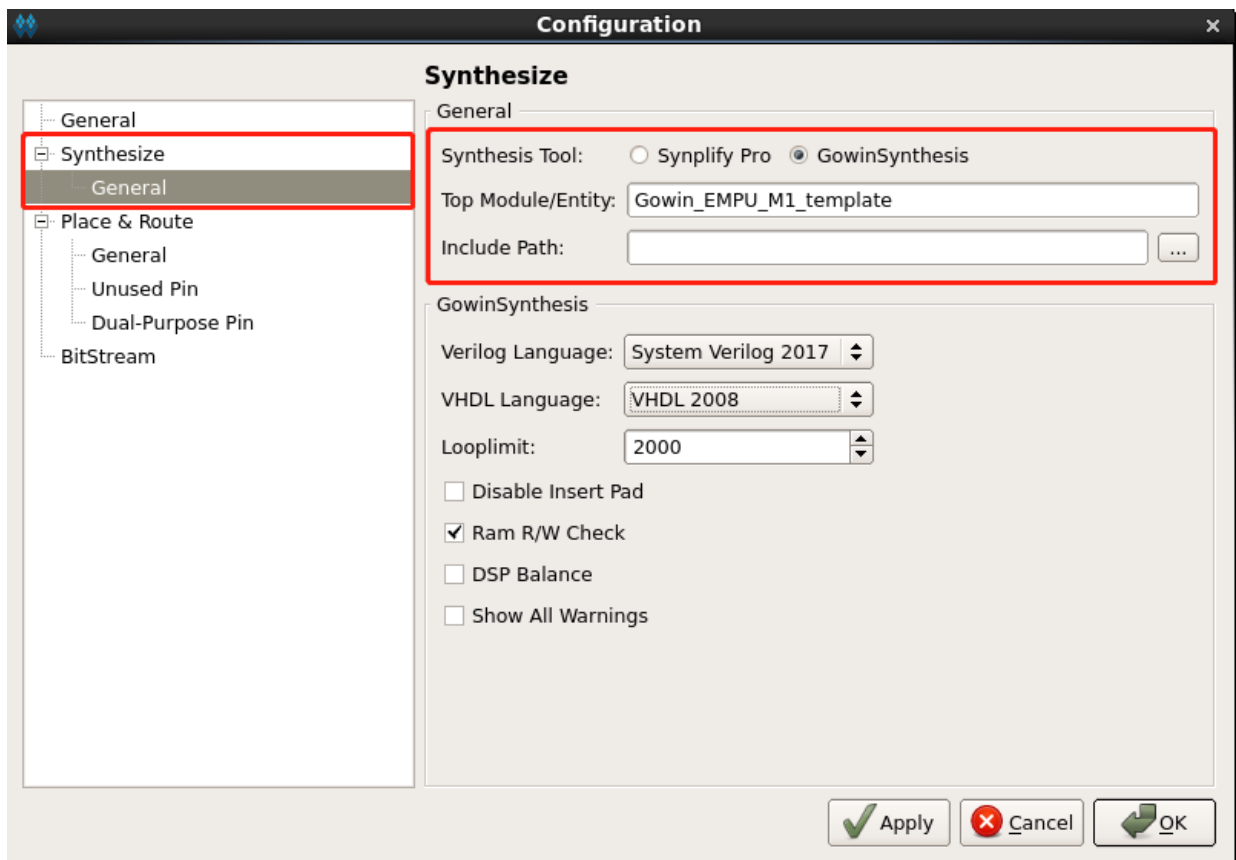 Configuration
Synthesize
General
Synthesize
General
Place & Route
General
Unused Pin
Dual-Purpose Pin
BitStream
General
Synthesis Tool: Synplify Pro GowinSynthesis
Top Module/Entity: Gowin_EMPU_M1_template
Include Path: ...
GowinSynthesis
Verilog Language: System Verilog 2017
VHDL Language: VHDL 2008
Looplimit: 2000
Disable Insert Pad
Ram R/W Check
DSP Balance
Show All Warnings
Apply Cancel OK